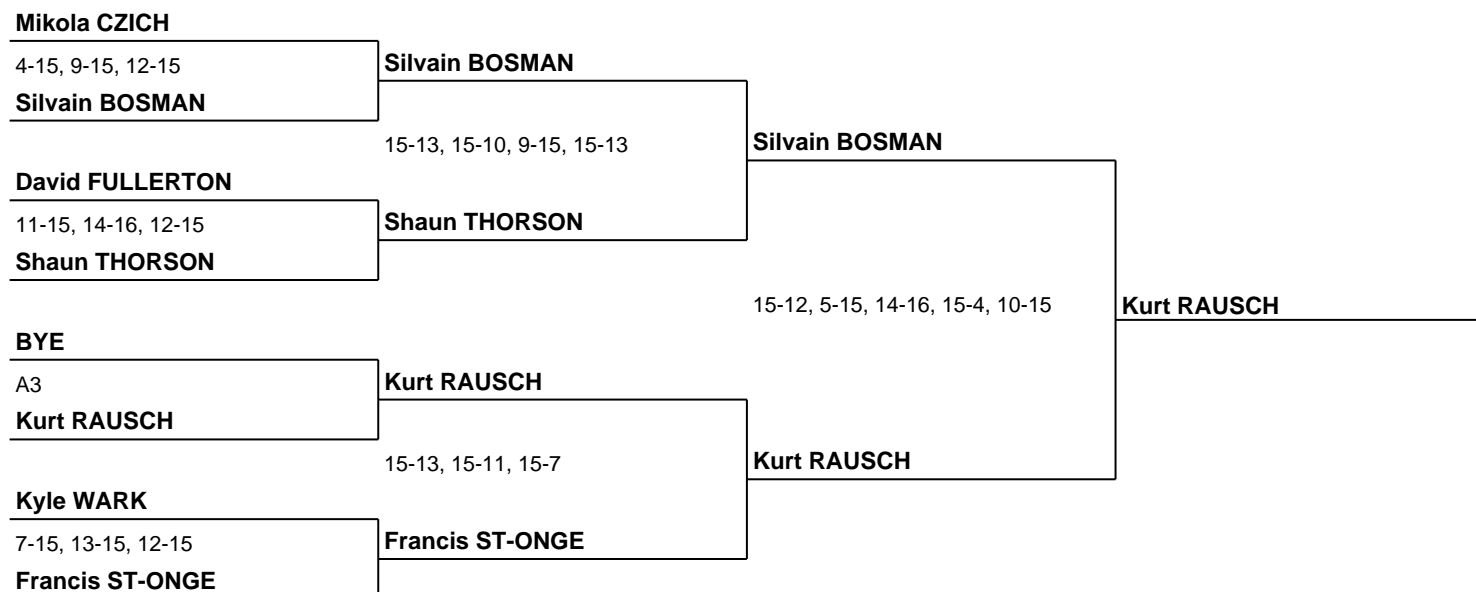 Mikola CZICH
4-15, 9-15, 12-15
Silvain BOSMAN
David FULLERTON
11-15, 14-16, 12-15
Shaun THORSON
BYE
A3
Kurt RAUSCH
Kyle WARK
7-15, 13-15, 12-15
Francis ST-ONGE
Silvain BOSMAN
15-13, 15-10, 9-15, 15-13
Shaun THORSON
Kurt RAUSCH
15-13, 15-11, 15-7
Francis ST-ONGE
Silvain BOSMAN
15-12, 5-15, 14-16, 15-4, 10-15
Kurt RAUSCH
Kurt RAUSCH